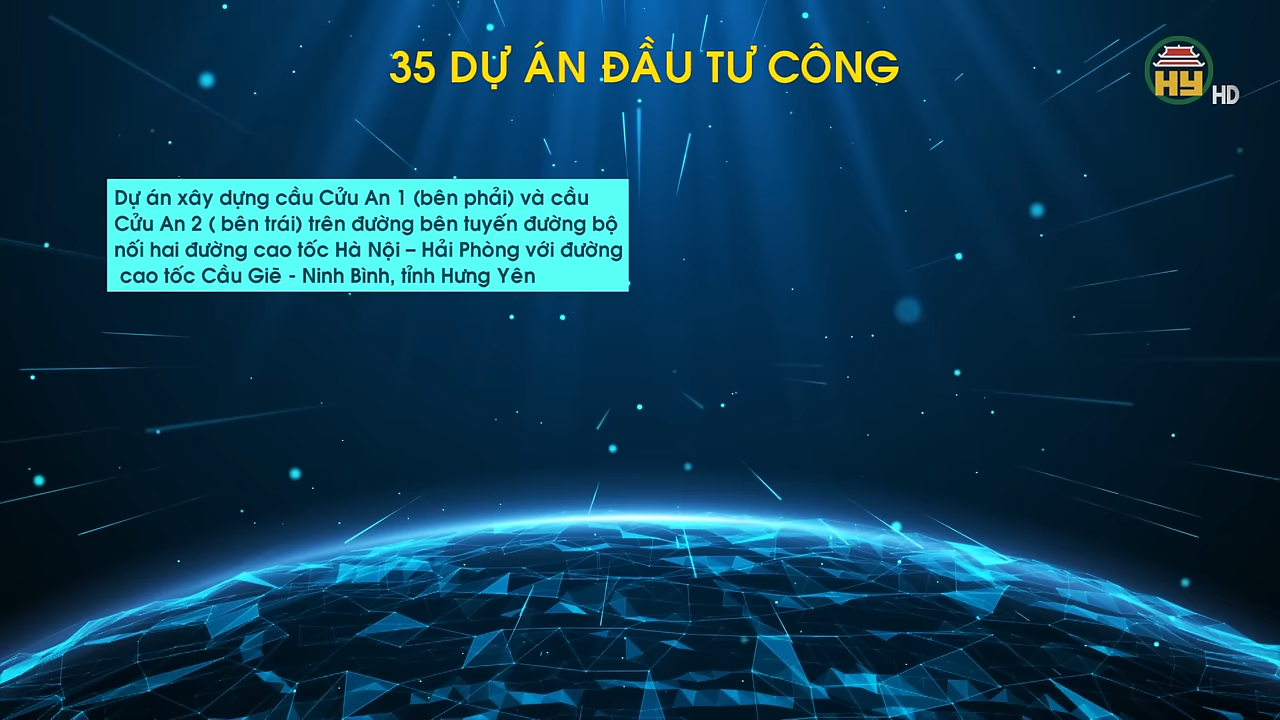 35 DỰ ÁN ĐẦU TƯ CÔNG
HY HD
Dự án xây dựng cầu Cửu An 1 (bên phải) và cầu
Cửu An 2 ( bên trái) trên đường bên tuyến đường bộ
nối hai đường cao tốc Hà Nội – Hải Phòng với đường
cao tốc Cầu Giẽ - Ninh Bình, tỉnh Hưng Yên